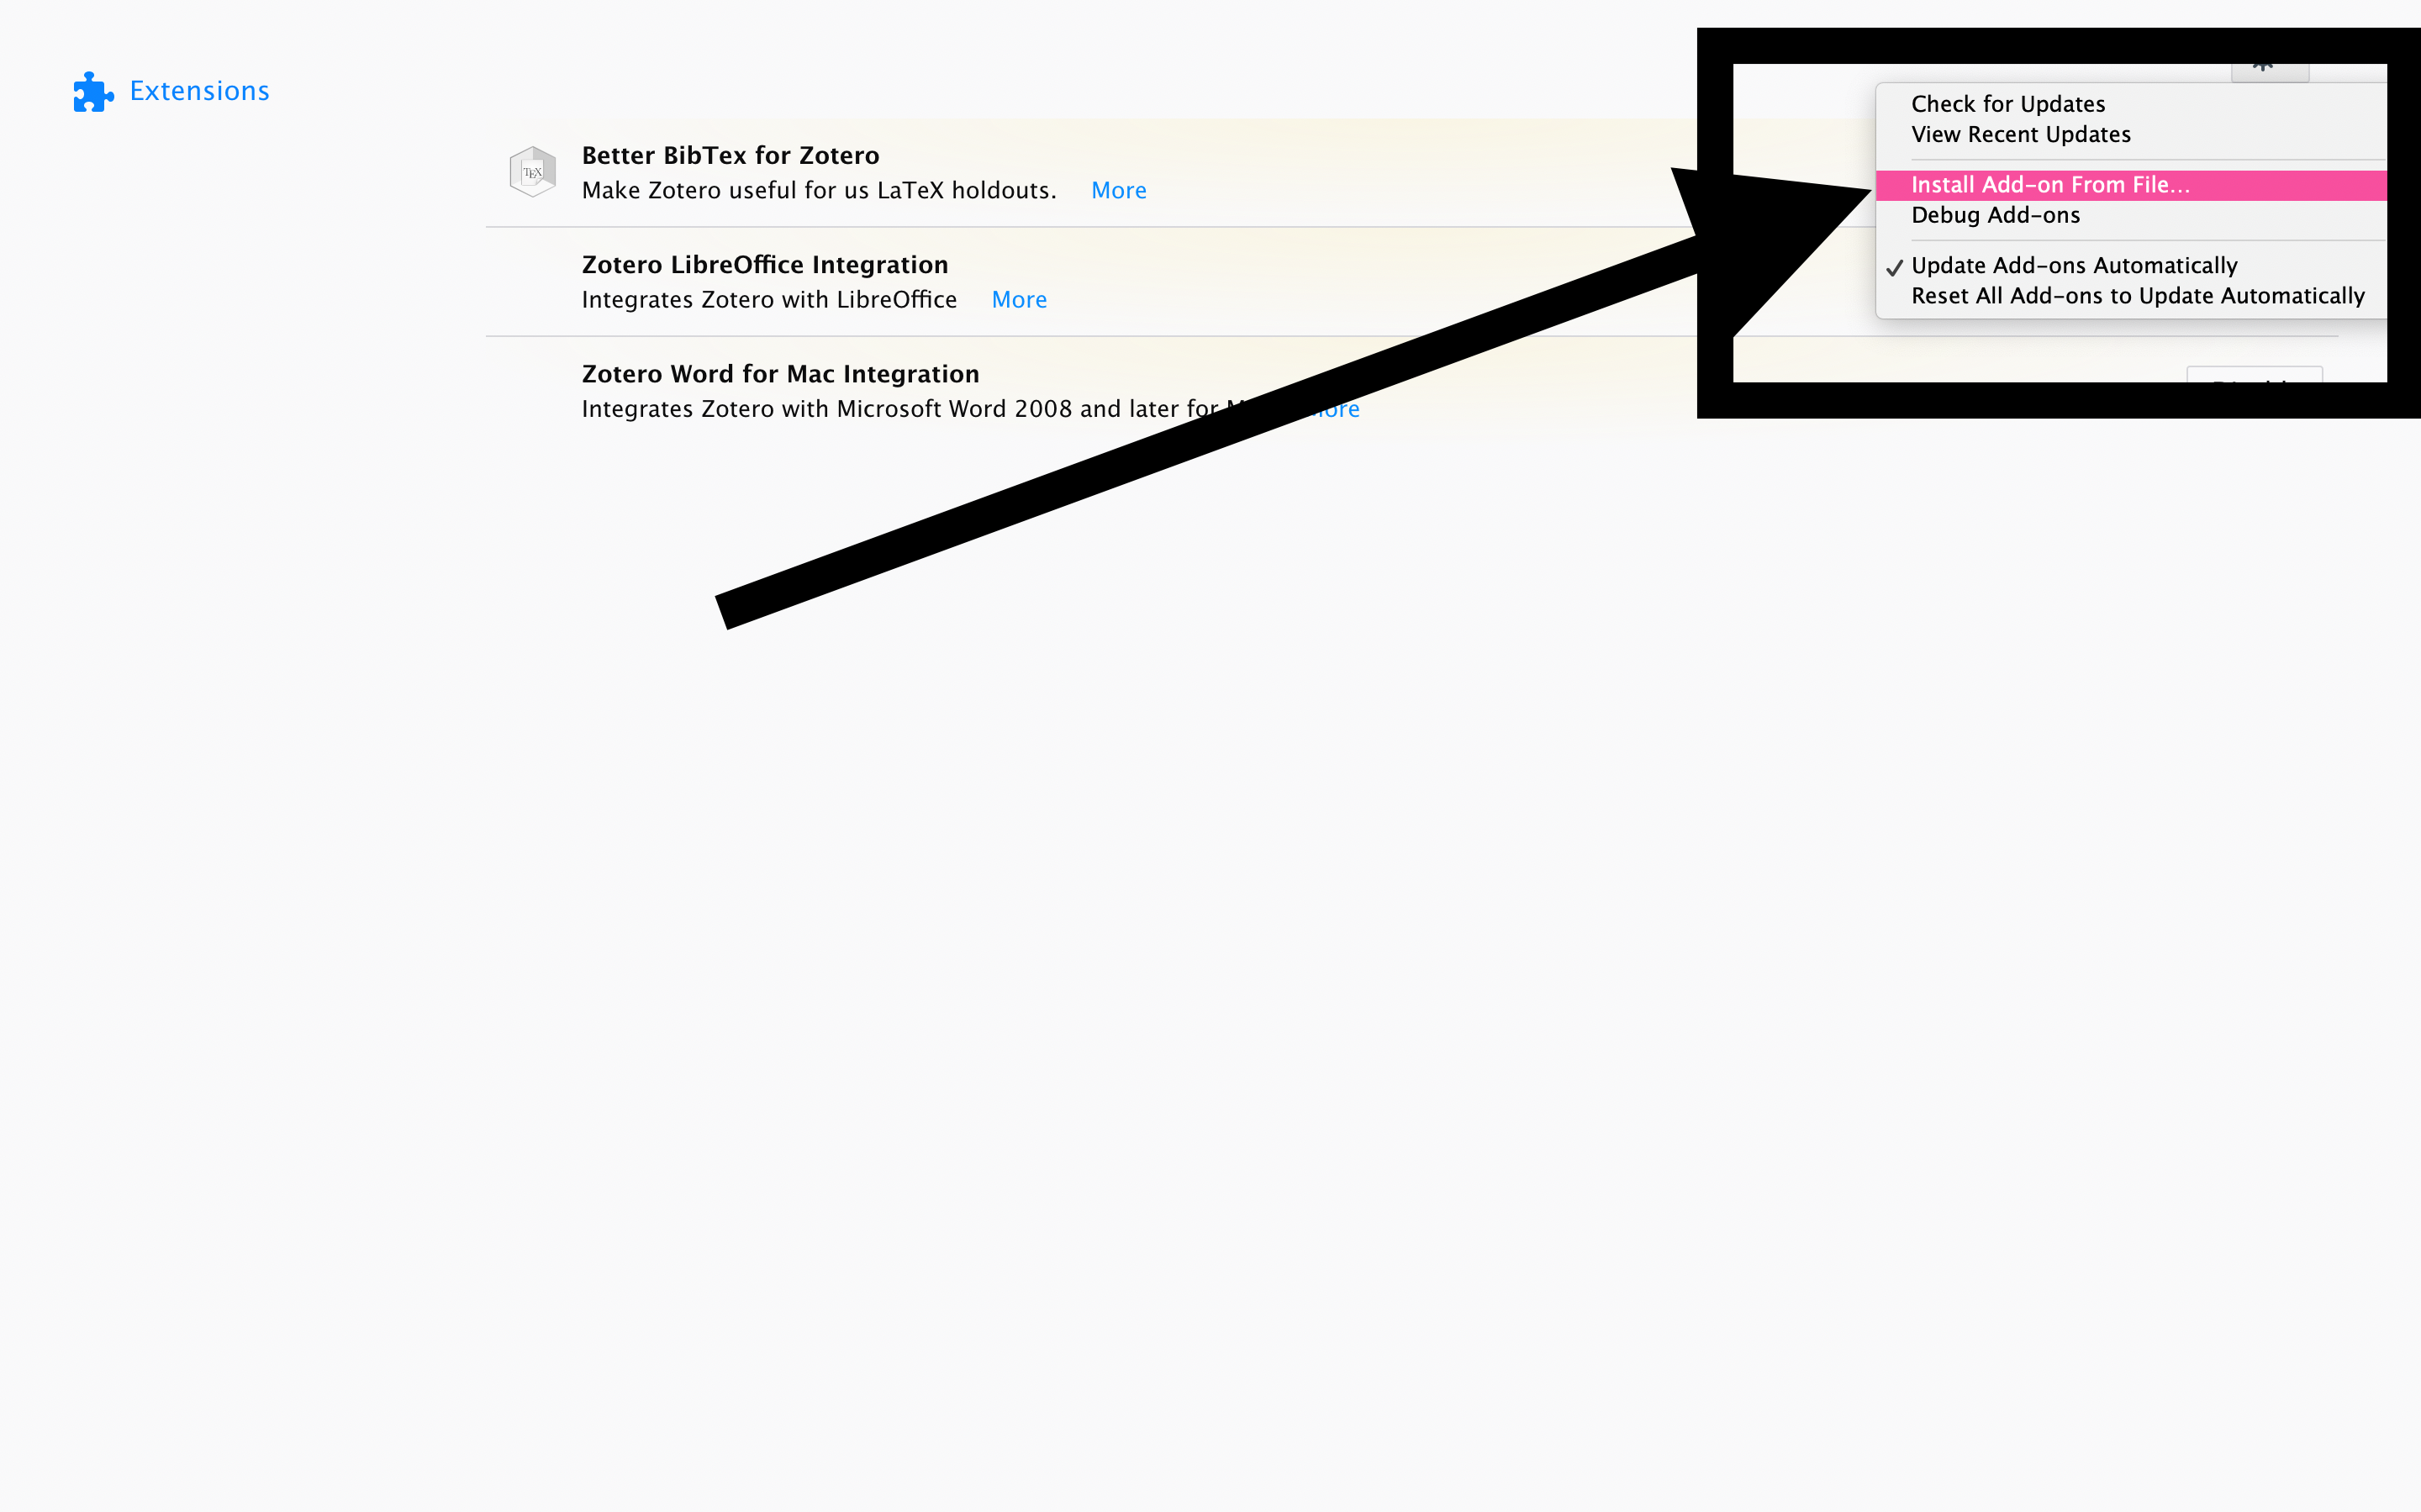 Extensions
Better BibTex for Zotero
Make Zotero useful for us LaTeX holdouts. More
Zotero LibreOffice Integration
Integrates Zotero with LibreOffice More
Zotero Word for Mac Integration
Integrates Zotero with Microsoft Word 2008 and later for
Check for Updates
View Recent Updates
Install Add-on From File...
Debug Add-ons
✓ Update Add-ons Automatically
Reset All Add-ons to Update Automatically
TEX